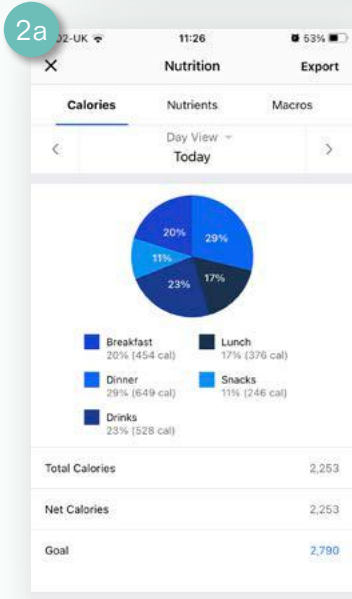 2a
O2-UK 11:26 53%
Nutrition Export
Calories Nutrients Macros
Day View
Today
20% 29%
11%
23% 17%
Breakfast Lunch
20% (454 cal) 17% (376 cal)
Dinner Snacks
29% (649 cal) 11% (246 cal)
Drinks
23% (528 cal)
Total Calories 2,253
Net Calories 2,253
Goal 2,790